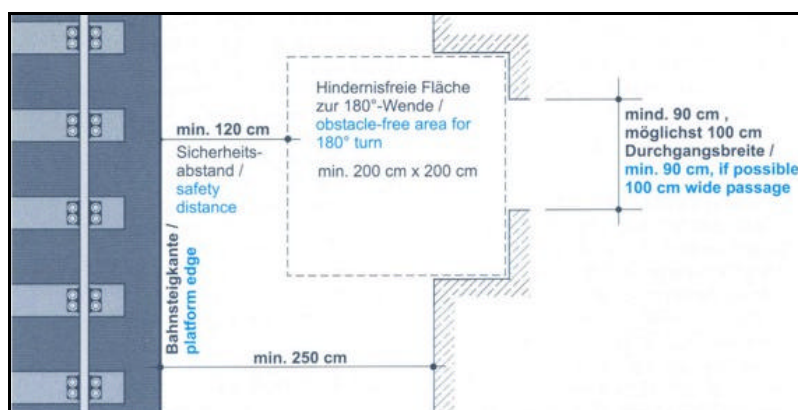 Hindernisfreie Fläche
zur 180°-Wende /
obstacle-free area for
180° turn
min. 200 cm x 200 cm
min. 120 cm
Sicherheits-
abstand /
safety
distance
mind. 90 cm ,
möglichst 100 cm
Durchgangsbreite /
min. 90 cm, if possible
100 cm wide passage
Bahnsteigkante /
platform edge
min. 250 cm